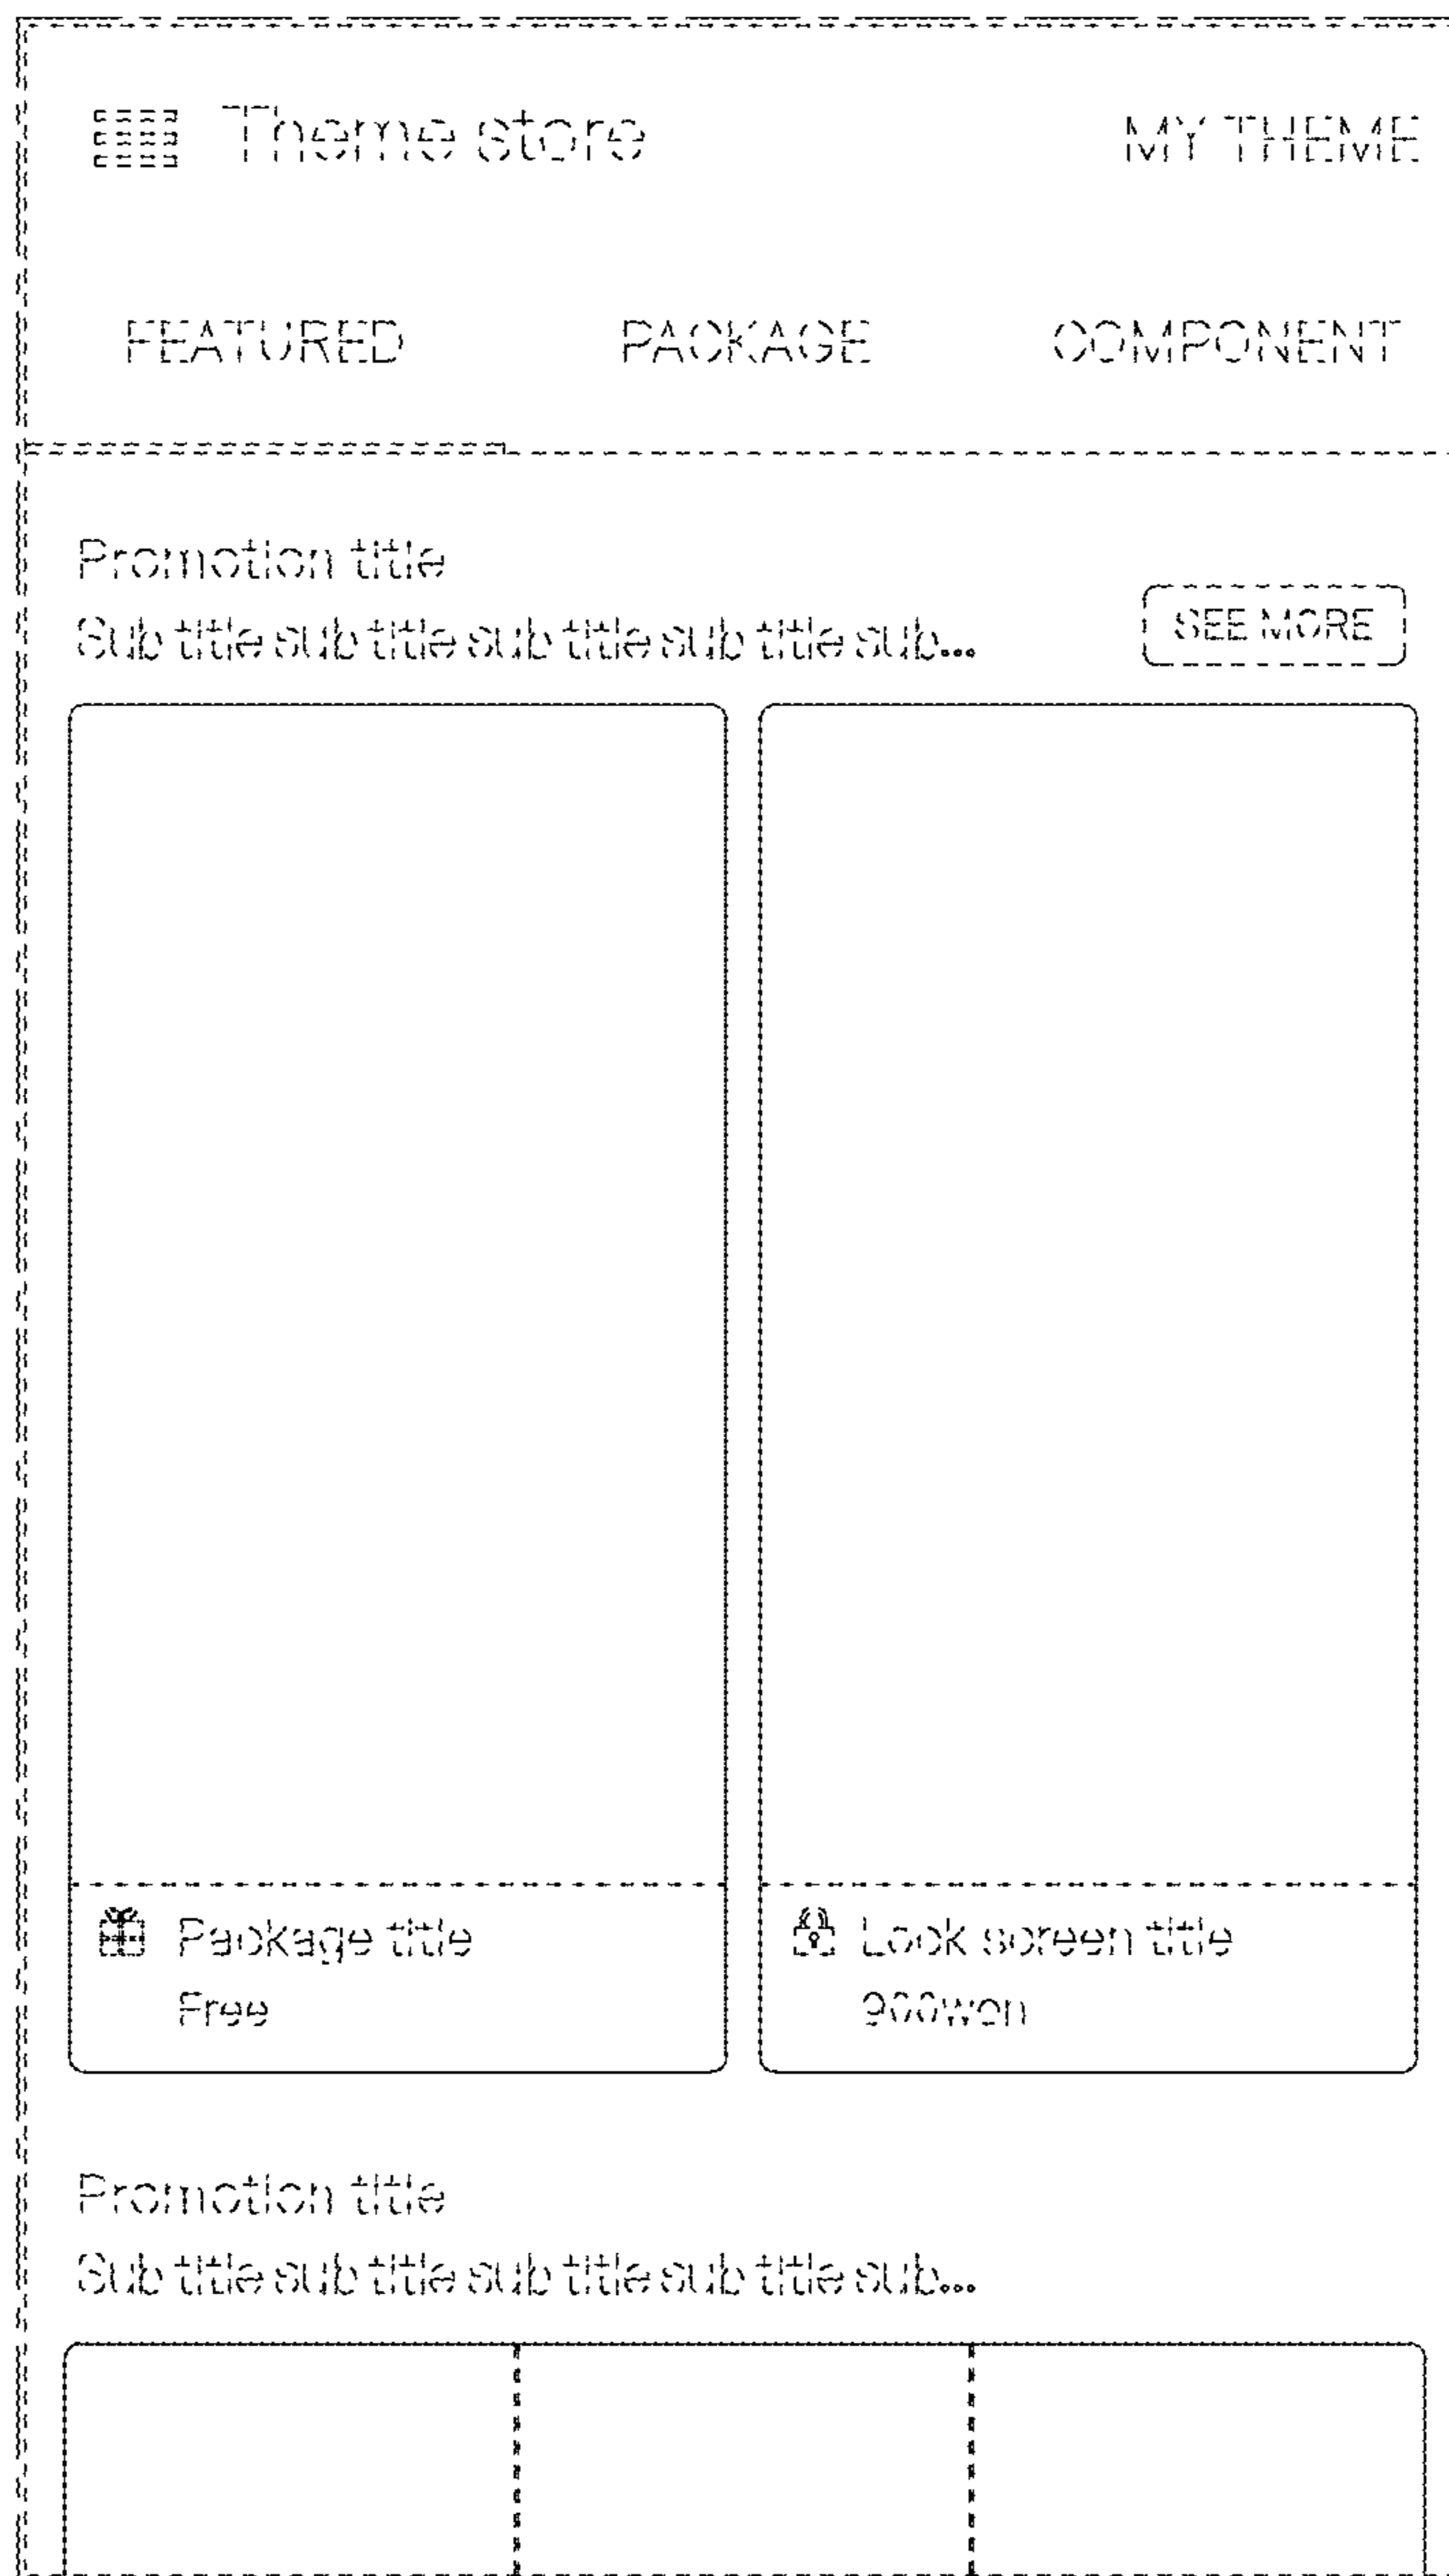 Theme store
MY THEME
FEATURED
PACKAGE
COMPONENT
Promotion title
Sub title sub title sub title sub title sub...
SEE MORE
Package title
Free
Lock screen title
900won
Promotion title
Sub title sub title sub title sub title sub...